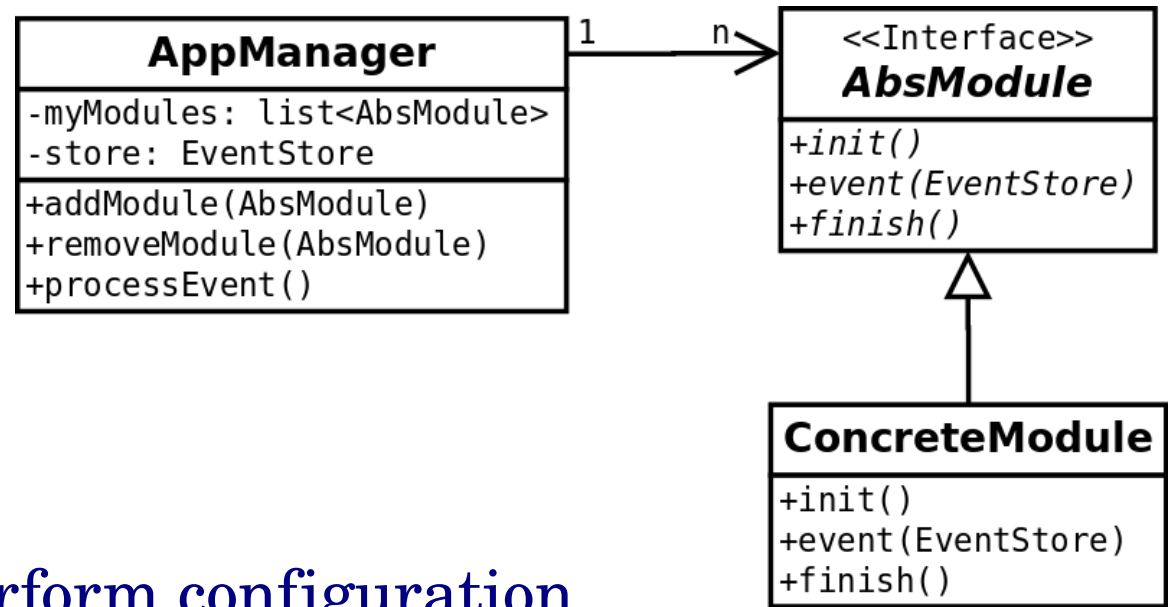 AppManager
-myModules: list<AbsModule>
-store: EventStore
+addModule(AbsModule)
+removeModule(AbsModule)
+processEvent()
1
n
<<Interface>>
AbsModule
+init()
+event(EventStore)
+finish()
ConcreteModule
+init()
+event(EventStore)
+finish()
configuration